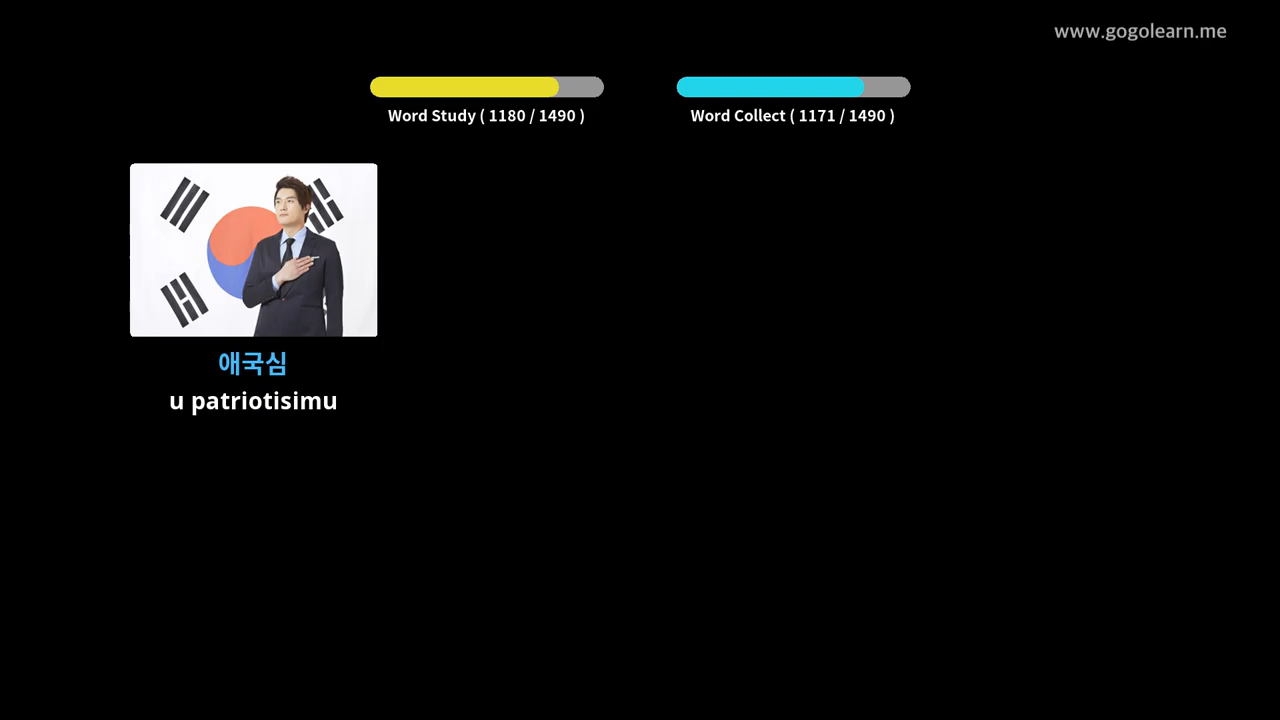 www.gogolearn.me
Word Study ( 1180 / 1490 )
Word Collect ( 1171 / 1490 )
애국심
u patriotisimu